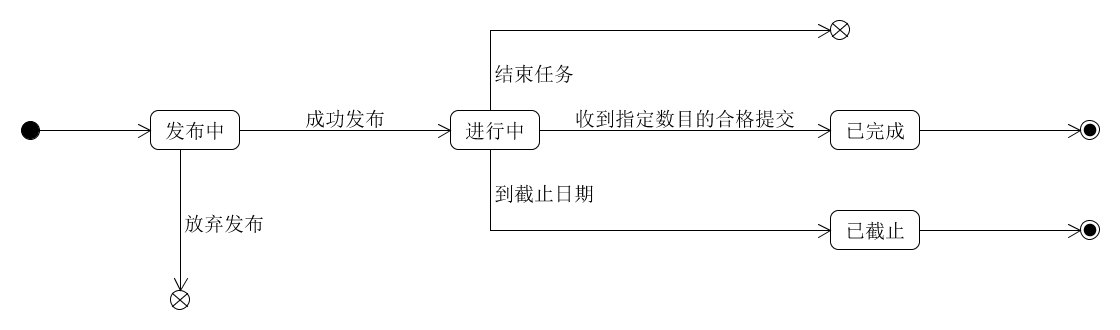 结束任务
发布中
成功发布
进行中
收到指定数目的合格提交
已完成
到截止日期
放弃发布
已截止